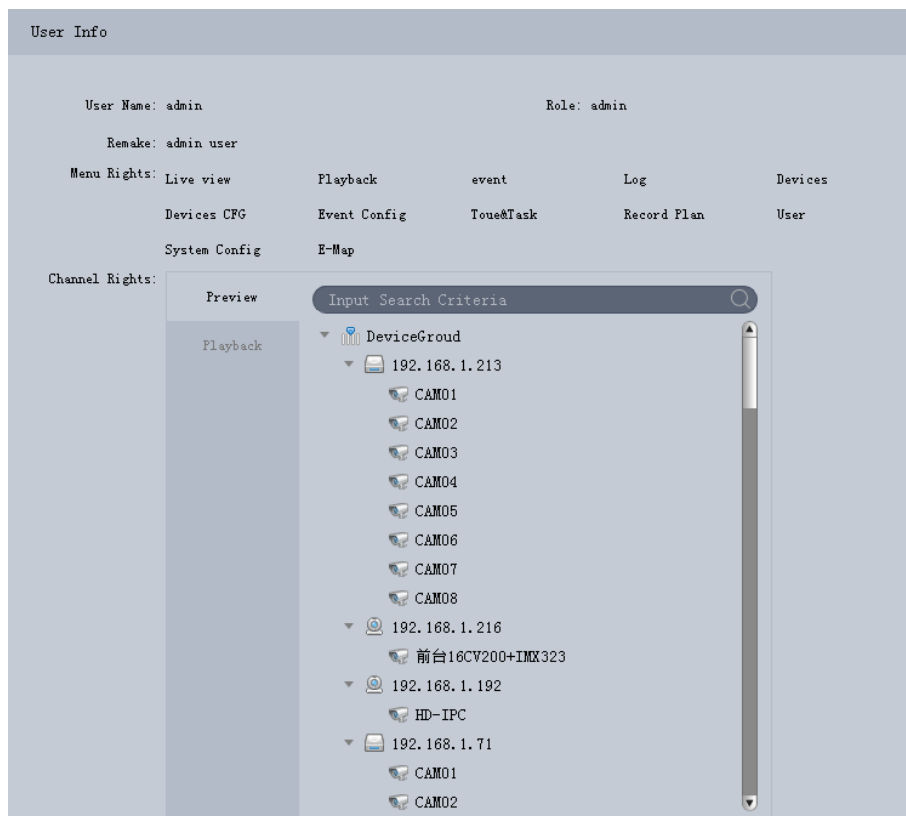 User Info
User Name: admin Role: admin
Remake: admin user
Menu Rights: Live view Playback event Log Devices
Devices CFG Event Config Toue&Task Record Plan User
System Config E-Map
Channel Rights:
Preview Input Search Criteria
Playback DeviceGroud
192.168.1.213
CAM01
CAM02
CAM03
CAM04
CAM05
CAM06
CAM07
CAM08
192.168.1.216
前台16CV200+IMX323
192.168.1.192
HD-IPC
192.168.1.71
CAM01
CAM02